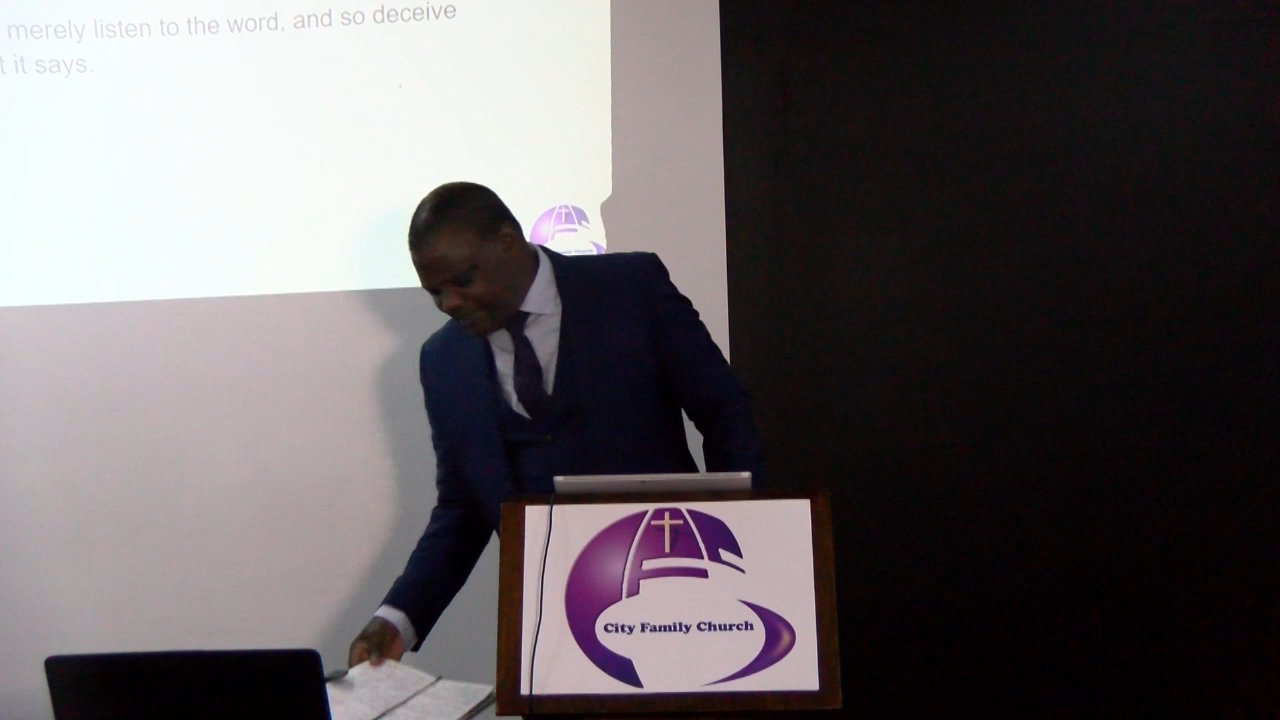 merely listen to the word, and so deceive
t it says.
City Family Church